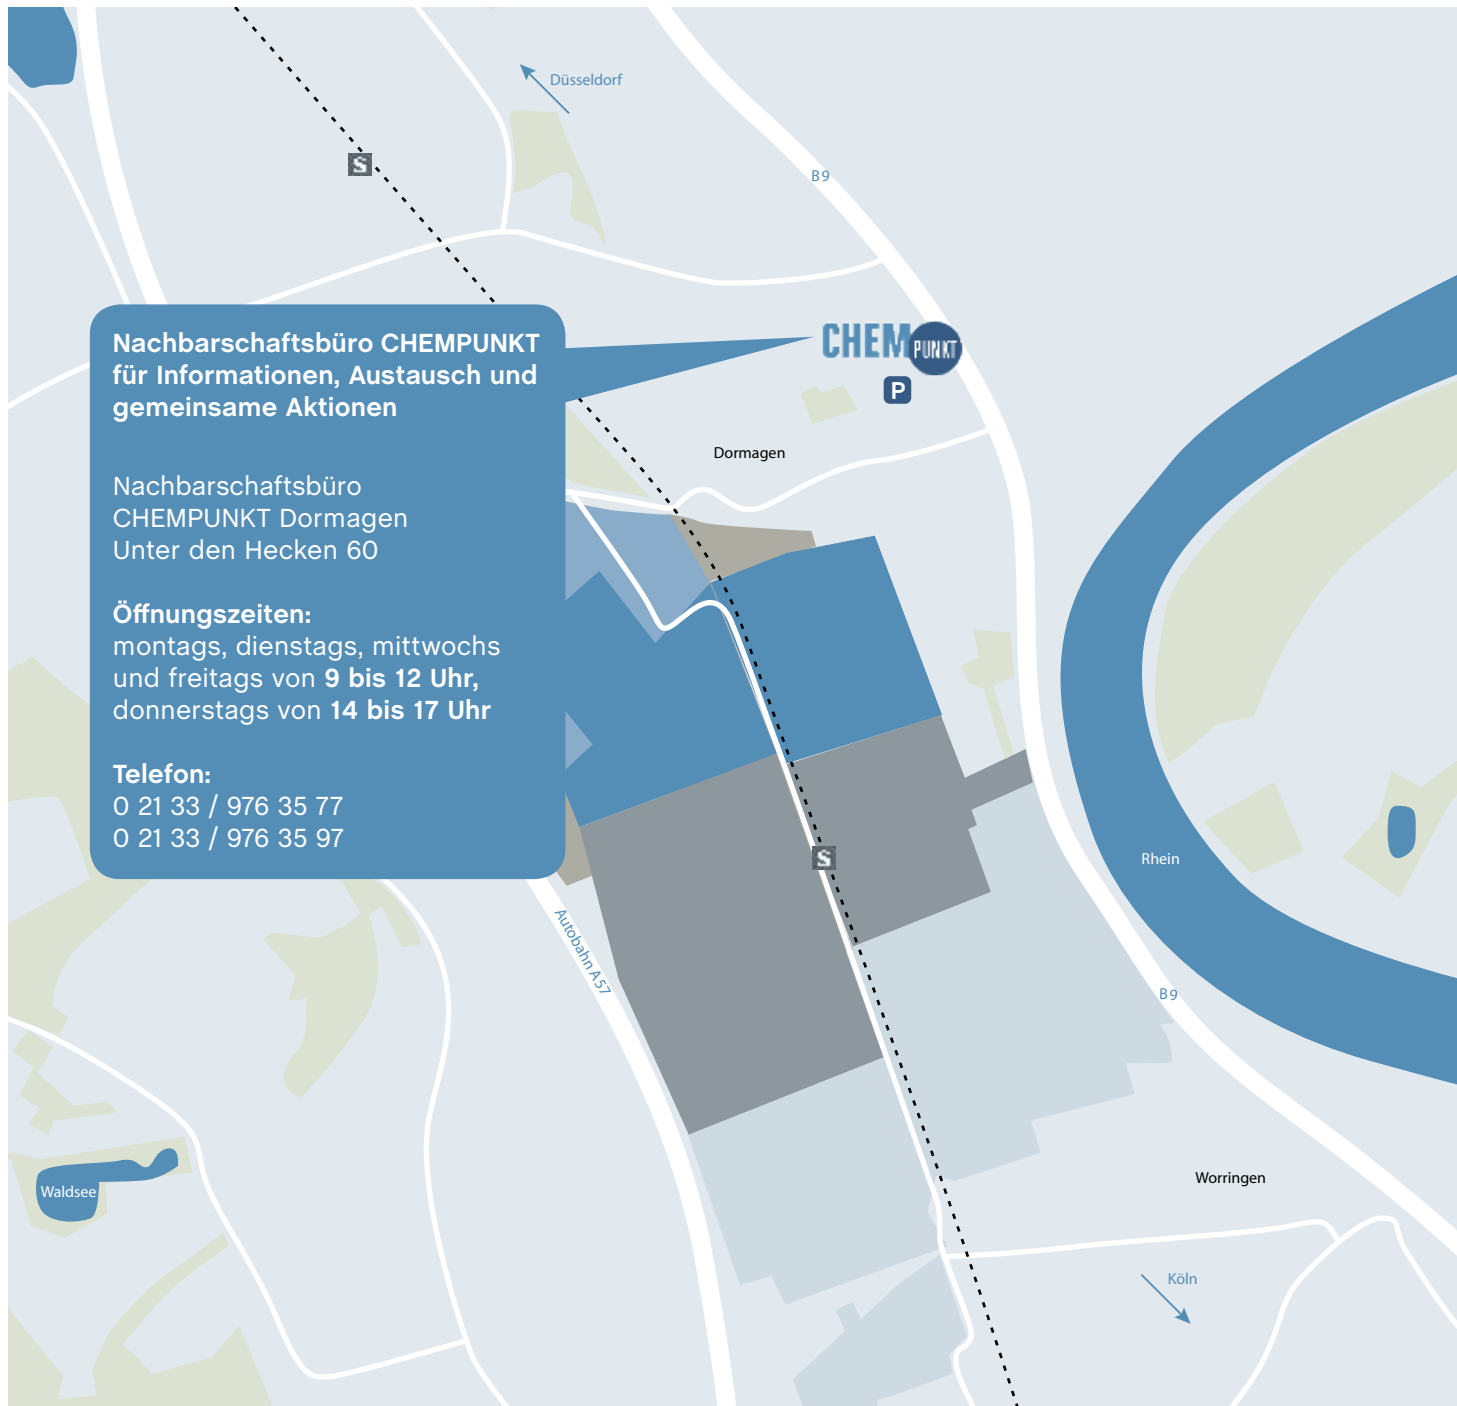 Düsseldorf
S
B9
Nachbarschaftsbüro CHEMPUNKT
für Informationen, Austausch und
gemeinsame Aktionen
CHEM PUNKT
P
Dormagen
Nachbarschaftsbüro
CHEMPUNKT Dormagen
Unter den Hecken 60
Öffnungszeiten:
montags, dienstags, mittwochs
und freitags von 9 bis 12 Uhr,
donnerstags von 14 bis 17 Uhr
Telefon:
0 21 33 / 976 35 77
0 21 33 / 976 35 97
S
Rhein
Autobahn A57
B9
Worringen
Waldsee
Köln